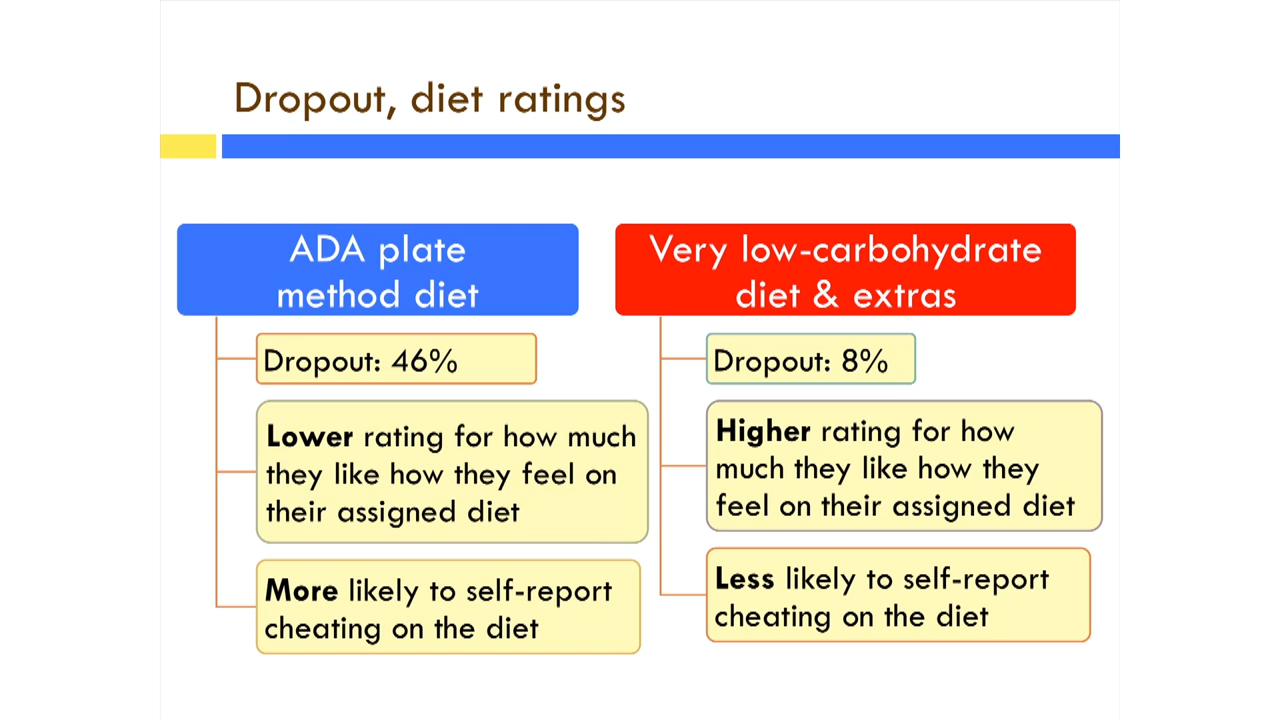 Dropout, diet ratings
ADA plate
method diet
Dropout: 46%
Lower rating for how much
they like how they feel on
their assigned diet
More likely to self-report
cheating on the diet
Very low-carbohydrate
diet & extras
Dropout: 8%
Higher rating for how
much they like how they
feel on their assigned diet
Less likely to self-report
cheating on the diet